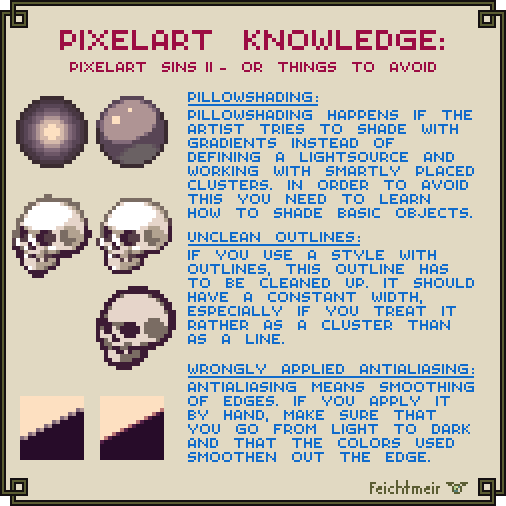 PIXELART KNOWLEDGE:
PIXELART SINS II - OR THINGS TO AVOID
PILLOWSHADING:
PILLOWSHADING HAPPENS IF THE
ARTIST TRIES TO SHADE WITH
GRADIENTS INSTEAD OF
DEFINING A LIGHTSOURCE AND
WORKING WITH SMARTLY PLACED
CLUSTERS. IN ORDER TO AVOID
THIS YOU NEED TO LEARN
HOW TO SHADE BASIC OBJECTS.
UNCLEAN OUTLINES:
IF YOU USE A STYLE WITH
OUTLINES, THIS OUTLINE HAS
TO BE CLEANED UP. IT SHOULD
HAVE A CONSTANT WIDTH,
ESPECIALLY IF YOU TREAT IT
RATHER AS A CLUSTER THAN
AS A LINE.
WRONGLY APPLIED ANTIALIASING:
ANTIALIASING MEANS SMOOTHING
OF EDGES. IF YOU APPLY IT
BY HAND, MAKE SURE THAT
YOU GO FROM LIGHT TO DARK
AND THAT THE COLORS USED
SMOOTHEN OUT THE EDGE.
Feichtmeir